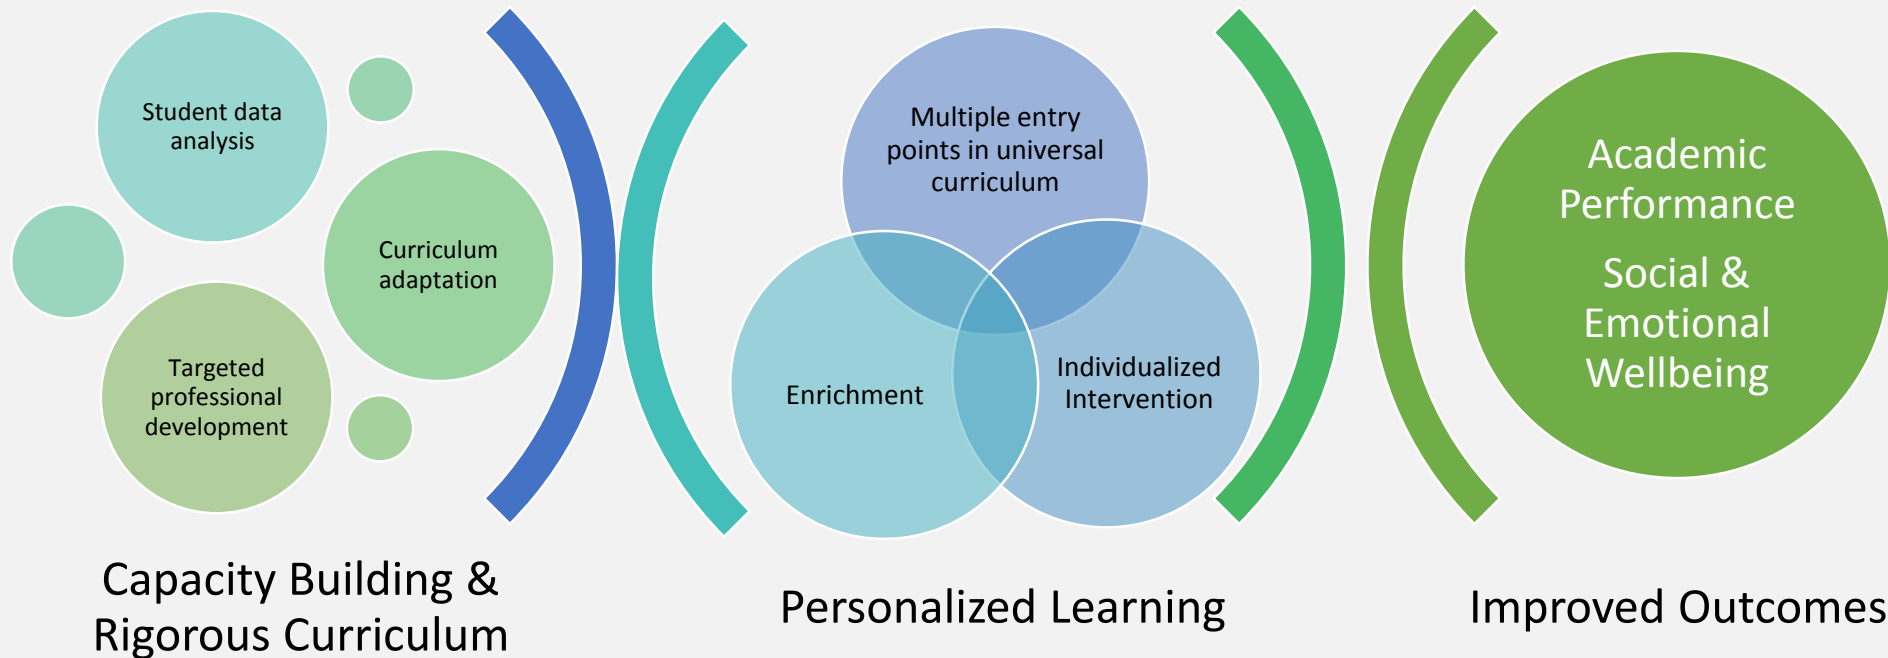 Student data
analysis
Curriculum
adaptation
Targeted
professional
development
Capacity Building &
Rigorous Curriculum
Multiple entry
points in universal
curriculum
Enrichment
Individualized
Intervention
Personalized Learning
Academic
Performance
Social &
Emotional
Wellbeing
Improved Outcomes